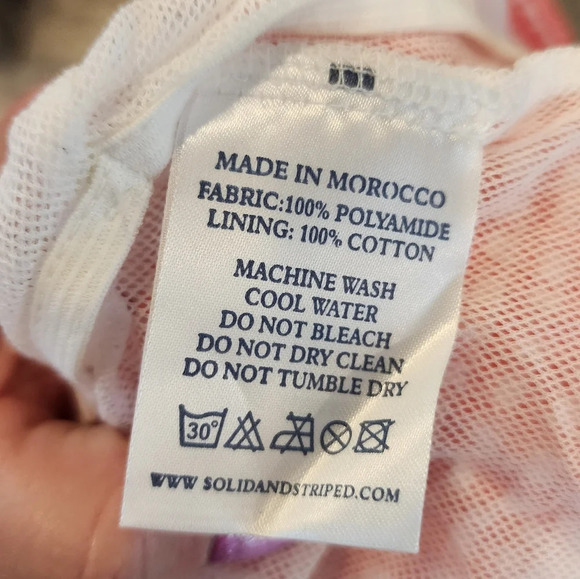 MADE IN MOROCCO
FABRIC:100% POLYAMIDE
LINING: 100% COTTON
MACHINE WASH
COOL WATER
DO NOT BLEACH
DO NOT DRY CLEAN
DO NOT TUMBLE DRY
30°
WWW SOLIDANDSTRIPED.COM